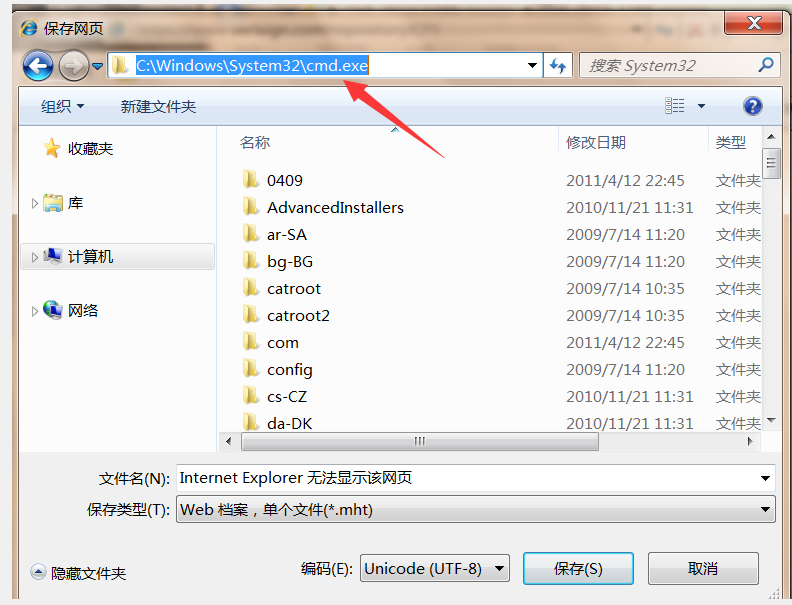 保存网页
C:\Windows\System32\cmd.exe
搜索 System32
组织
新建文件夹
收藏夹
库
计算机
网络
名称 修改日期 类型
0409 2011/4/12 22:45 文件夹
AdvancedInstallers 2010/11/21 11:31 文件夹
ar-SA 2009/7/14 11:20 文件夹
bg-BG 2009/7/14 11:20 文件夹
catroot 2009/7/14 10:35 文件夹
catroot2 2009/7/14 10:35 文件夹
com 2011/4/12 22:45 文件夹
config 2009/7/14 11:20 文件夹
cs-CZ 2010/11/21 11:31 文件夹
da-DK 2010/11/21 11:31 文件夹
文件名(N): Internet Explorer 无法显示该网页
保存类型(T): Web 档案，单个文件(*.mht)
隐藏文件夹
编码(E): Unicode (UTF-8)
保存(S)
取消